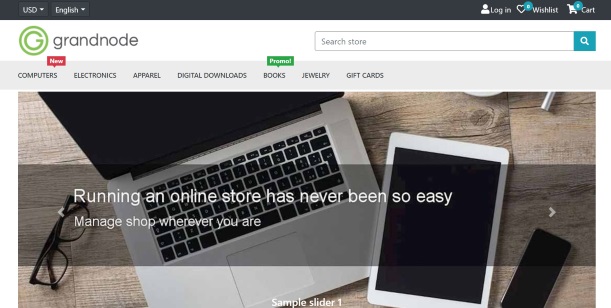 USD English Log in 0 Wishlist 0 Cart
grandnode
Search store
New Promo!
COMPUTERS ELECTRONICS APPAREL DIGITAL DOWNLOADS BOOKS JEWELRY GIFT CARDS
Running an online store has never been so easy
Manage shop wherever you are
Sample slider 1